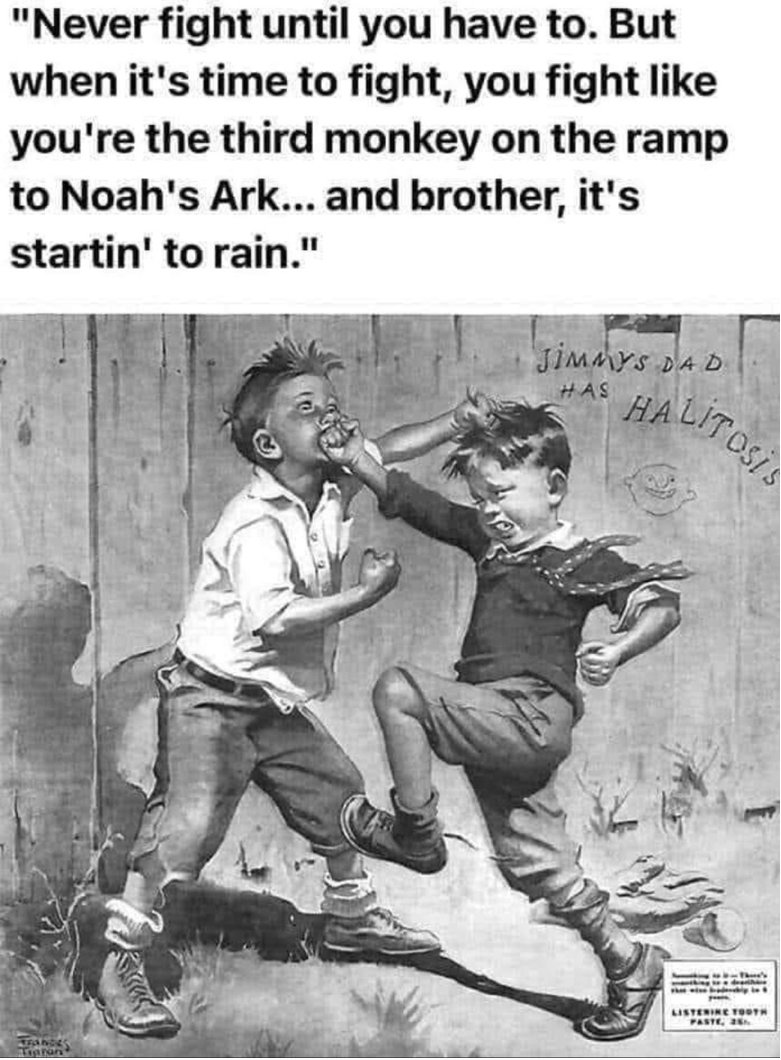 "Never fight until you have to. But
when it's time to fight, you fight like
you're the third monkey on the ramp
to Noah's Ark... and brother, it's
startin' to rain."
JIMMYS DAD
HAS
HALITOSIS
LISTERINE TOOTH
PASTE, 25¢.
FRANCES
TIPTON